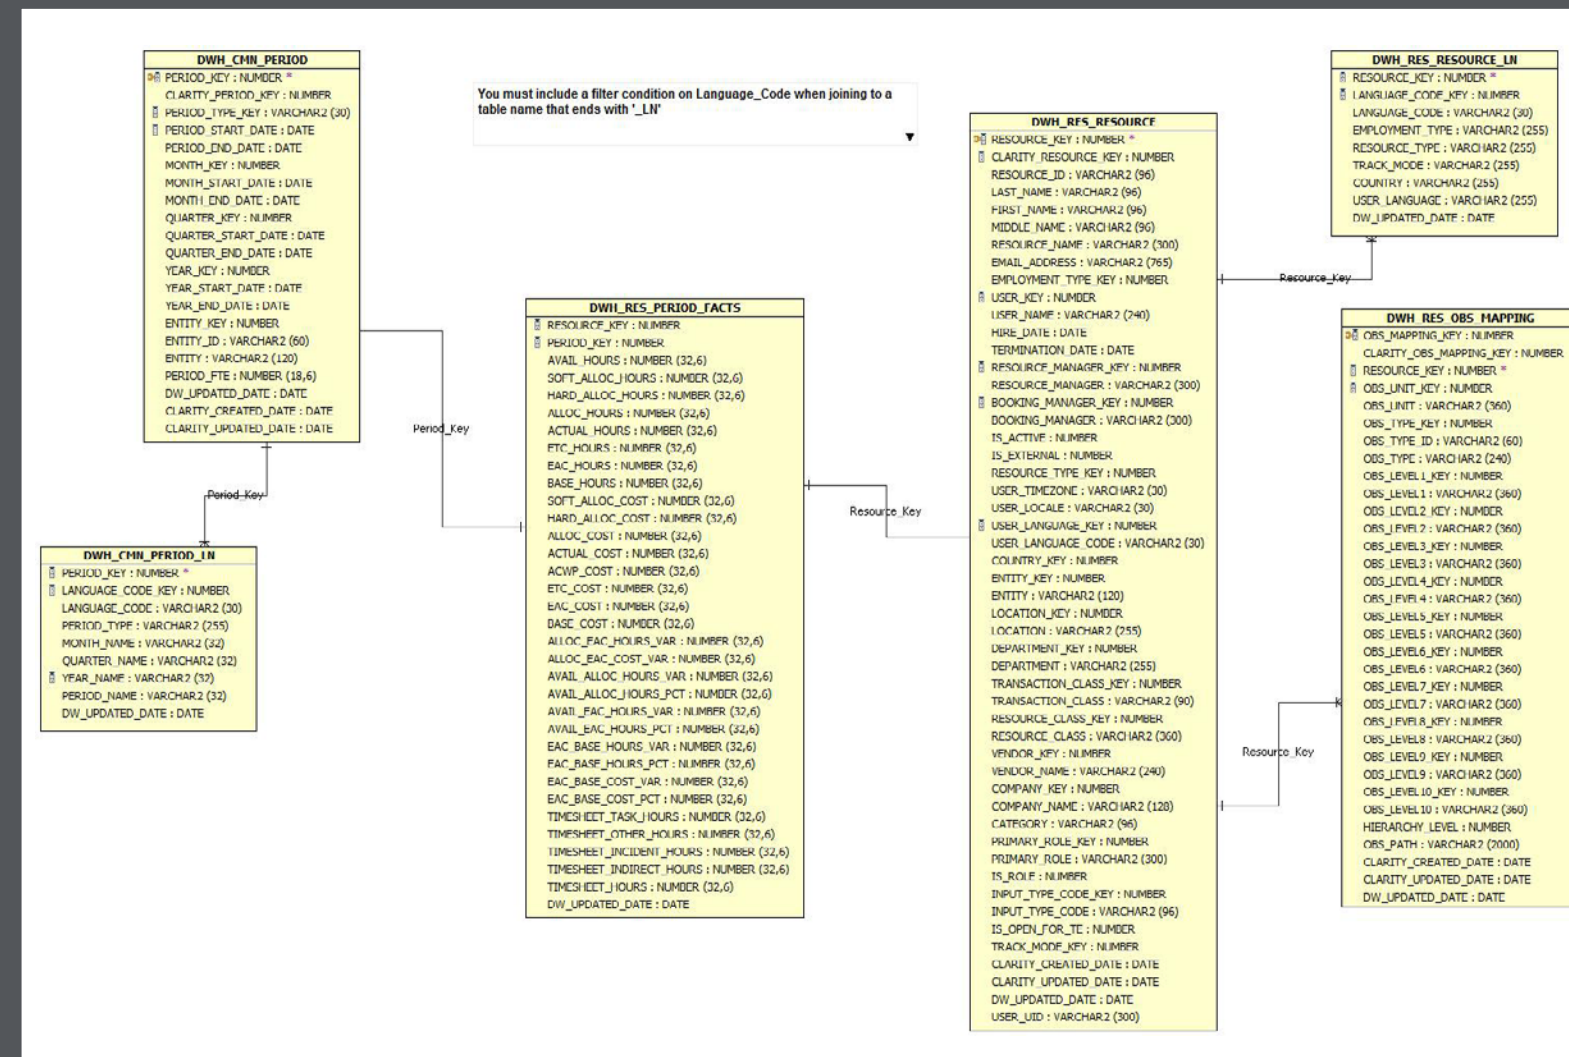 DWH_CMN_PERIOD
PERIOD_KEY : NUMBER *
CLARITY_PERIOD_KEY : NUMBER
PERIOD_TYPE_KEY : VARCHAR2 (30)
PERIOD_START_DATE : DATE
PERIOD_END_DATE : DATE
MONTH_KEY : NUMBER
MONTH_START_DATE : DATE
MONTH_END_DATE : DATE
QUARTER_KEY : NUMBER
QUARTER_START_DATE : DATE
QUARTER_END_DATE : DATE
YEAR_KEY : NUMBER
YEAR_START_DATE : DATE
YEAR_END_DATE : DATE
ENTITY_KEY : NUMBER
ENTITY_ID : VARCHAR2 (60)
ENTITY : VARCHAR2 (120)
PERIOD_FTE : NUMBER (18,6)
DW_UPDATED_DATE : DATE
CLARITY_CREATED_DATE : DATE
CLARITY_UPDATED_DATE : DATE
Period_Key
DWH_CMN_PERIOD_LN
PERIOD_KEY : NUMBER *
LANGUAGE_CODE_KEY : NUMBER
LANGUAGE_CODE : VARCHAR2 (30)
PERIOD_TYPE : VARCHAR2 (255)
MONTH_NAME : VARCHAR2 (32)
QUARTER_NAME : VARCHAR2 (32)
YEAR_NAME : VARCHAR2 (32)
PERIOD_NAME : VARCHAR2 (32)
DW_UPDATED_DATE : DATE
Period_Key
You must include a filter condition on Language_Code when joining to a
table name that ends with '_LN'
DWH_RES_PERIOD_FACTS
RESOURCE_KEY : NUMBER
PERIOD_KEY : NUMBER
AVAIL_HOURS : NUMBER (32,6)
SOFT_ALLOC_HOURS : NUMBER (32,6)
HARD_ALLOC_HOURS : NUMBER (32,6)
ALLOC_HOURS : NUMBER (32,6)
ACTUAL_HOURS : NUMBER (32,6)
ETC_HOURS : NUMBER (32,6)
EAC_HOURS : NUMBER (32,6)
BASE_HOURS : NUMBER (32,6)
SOFT_ALLOC_COST : NUMBER (32,6)
HARD_ALLOC_COST : NUMBER (32,6)
ALLOC_COST : NUMBER (32,6)
ACTUAL_COST : NUMBER (32,6)
ACWP_COST : NUMBER (32,6)
ETC_COST : NUMBER (32,6)
EAC_COST : NUMBER (32,6)
BASE_COST : NUMBER (32,6)
ALLOC_EAC_HOURS_VAR : NUMBER (32,6)
ALLOC_EAC_COST_VAR : NUMBER (32,6)
AVAIL_ALLOC_HOURS_VAR : NUMBER (32,6)
AVAIL_ALLOC_HOURS_PCT : NUMBER (32,6)
AVAIL_EAC_HOURS_VAR : NUMBER (32,6)
AVAIL_EAC_HOURS_PCT : NUMBER (32,6)
EAC_BASE_HOURS_VAR : NUMBER (32,6)
EAC_BASE_HOURS_PCT : NUMBER (32,6)
EAC_BASE_COST_VAR : NUMBER (32,6)
EAC_BASE_COST_PCT : NUMBER (32,6)
TIMESHEET_TASK_HOURS : NUMBER (32,6)
TIMESHEET_OTHER_HOURS : NUMBER (32,6)
TIMESHEET_INCIDENT_HOURS : NUMBER (32,6)
TIMESHEET_INDIRECT_HOURS : NUMBER (32,6)
TIMESHEET_HOURS : NUMBER (32,6)
DW_UPDATED_DATE : DATE
Resource_Key
DWH_RES_RESOURCE
RESOURCE_KEY : NUMBER *
CLARITY_RESOURCE_KEY : NUMBER
RESOURCE_ID : VARCHAR2 (96)
LAST_NAME : VARCHAR2 (96)
FIRST_NAME : VARCHAR2 (96)
MIDDLE_NAME : VARCHAR2 (96)
RESOURCE_NAME : VARCHAR2 (300)
EMAIL_ADDRESS : VARCHAR2 (765)
EMPLOYMENT_TYPE_KEY : NUMBER
USER_KEY : NUMBER
USER_NAME : VARCHAR2 (240)
HIRE_DATE : DATE
TERMINATION_DATE : DATE
RESOURCE_MANAGER_KEY : NUMBER
RESOURCE_MANAGER : VARCHAR2 (300)
BOOKING_MANAGER_KEY : NUMBER
BOOKING_MANAGER : VARCHAR2 (300)
IS_ACTIVE : NUMBER
IS_EXTERNAL : NUMBER
RESOURCE_TYPE_KEY : NUMBER
USER_TIMEZONE : VARCHAR2 (30)
USER_LOCALE : VARCHAR2 (30)
USER_LANGUAGE_KEY : NUMBER
USER_LANGUAGE_CODE : VARCHAR2 (30)
COUNTRY_KEY : NUMBER
ENTITY_KEY : NUMBER
ENTITY : VARCHAR2 (120)
LOCATION_KEY : NUMBER
LOCATION : VARCHAR2 (255)
DEPARTMENT_KEY : NUMBER
DEPARTMENT : VARCHAR2 (255)
TRANSACTION_CLASS_KEY : NUMBER
TRANSACTION_CLASS : VARCHAR2 (90)
RESOURCE_CLASS_KEY : NUMBER
RESOURCE_CLASS : VARCHAR2 (360)
VENDOR_KEY : NUMBER
VENDOR_NAME : VARCHAR2 (240)
COMPANY_KEY : NUMBER
COMPANY_NAME : VARCHAR2 (128)
CATEGORY : VARCHAR2 (96)
PRIMARY_ROLE_KEY : NUMBER
PRIMARY_ROLE : VARCHAR2 (300)
IS_ROLE : NUMBER
INPUT_TYPE_CODE_KEY : NUMBER
INPUT_TYPE_CODE : VARCHAR2 (96)
IS_OPEN_FOR_TE : NUMBER
TRACK_MODE_KEY : NUMBER
CLARITY_CREATED_DATE : DATE
CLARITY_UPDATED_DATE : DATE
DW_UPDATED_DATE : DATE
USER_UID : VARCHAR2 (300)
DWH_RES_RESOURCE_LN
RESOURCE_KEY : NUMBER *
LANGUAGE_CODE_KEY : NUMBER
LANGUAGE_CODE : VARCHAR2 (30)
EMPLOYMENT_TYPE : VARCHAR2 (255)
RESOURCE_TYPE : VARCHAR2 (255)
TRACK_MODE : VARCHAR2 (255)
COUNTRY : VARCHAR2 (255)
USER_LANGUAGE : VARCHAR2 (255)
DW_UPDATED_DATE : DATE
Resource_Key
DWH_RES_OBS_MAPPING
OBS_MAPPING_KEY : NUMBER
CLARITY_OBS_MAPPING_KEY : NUMBER
RESOURCE_KEY : NUMBER *
OBS_UNIT_KEY : NUMBER
OBS_UNIT : VARCHAR2 (360)
OBS_TYPE_KEY : NUMBER
OBS_TYPE_ID : VARCHAR2 (60)
OBS_TYPE : VARCHAR2 (240)
OBS_LEVEL1_KEY : NUMBER
OBS_LEVEL1 : VARCHAR2 (360)
OBS_LEVEL2_KEY : NUMBER
OBS_LEVEL2 : VARCHAR2 (360)
OBS_LEVEL3_KEY : NUMBER
OBS_LEVEL3 : VARCHAR2 (360)
OBS_LEVEL4_KEY : NUMBER
OBS_LEVEL4 : VARCHAR2 (360)
OBS_LEVEL5_KEY : NUMBER
OBS_LEVEL5 : VARCHAR2 (360)
OBS_LEVEL6_KEY : NUMBER
OBS_LEVEL6 : VARCHAR2 (360)
OBS_LEVEL7_KEY : NUMBER
OBS_LEVEL7 : VARCHAR2 (360)
OBS_LEVEL8_KEY : NUMBER
OBS_LEVEL8 : VARCHAR2 (360)
OBS_LEVEL9_KEY : NUMBER
OBS_LEVEL9 : VARCHAR2 (360)
OBS_LEVEL10_KEY : NUMBER
OBS_LEVEL10 : VARCHAR2 (360)
HIERARCHY_LEVEL : NUMBER
OBS_PATH : VARCHAR2 (2000)
CLARITY_CREATED_DATE : DATE
CLARITY_UPDATED_DATE : DATE
DW_UPDATED_DATE : DATE
Resource_Key